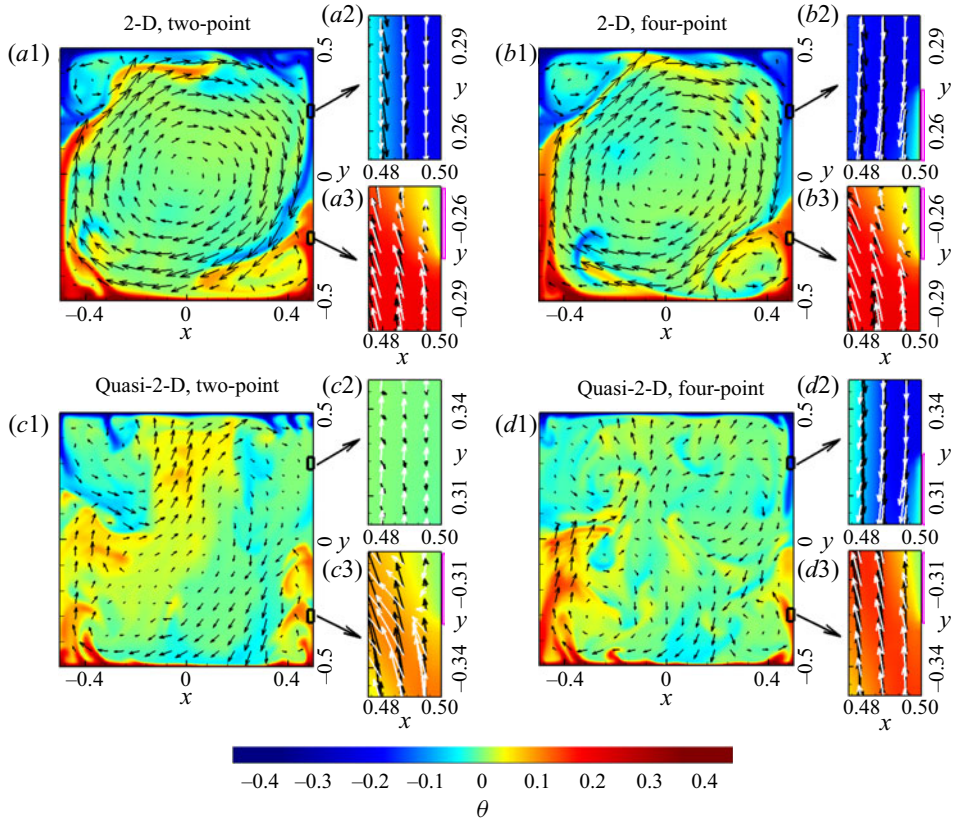 2-D, two-point
(a1)
0.5
0
y
−0.5
−0.4
0
0.4
x
(a2)
0.29
y
0.26
0.48
0.50
(a3)
−0.26
y
−0.29
0.48
0.50
x
2-D, four-point
(b1)
0.5
0
y
−0.5
−0.4
0
0.4
x
(b2)
0.29
y
0.26
0.48
0.50
(b3)
−0.26
y
−0.29
0.48
0.50
x
Quasi-2-D, two-point
(c1)
0.5
0
y
−0.5
−0.4
0
0.4
x
(c2)
0.34
y
0.31
0.48
0.50
(c3)
−0.31
y
−0.34
0.48
0.50
x
Quasi-2-D, four-point
(d1)
0.5
0
y
−0.5
−0.4
0
0.4
x
(d2)
0.34
y
0.31
0.48
0.50
(d3)
−0.31
y
−0.34
0.48
0.50
x
−0.4 −0.3 −0.2 −0.1 0 0.1 0.2 0.3 0.4
θ